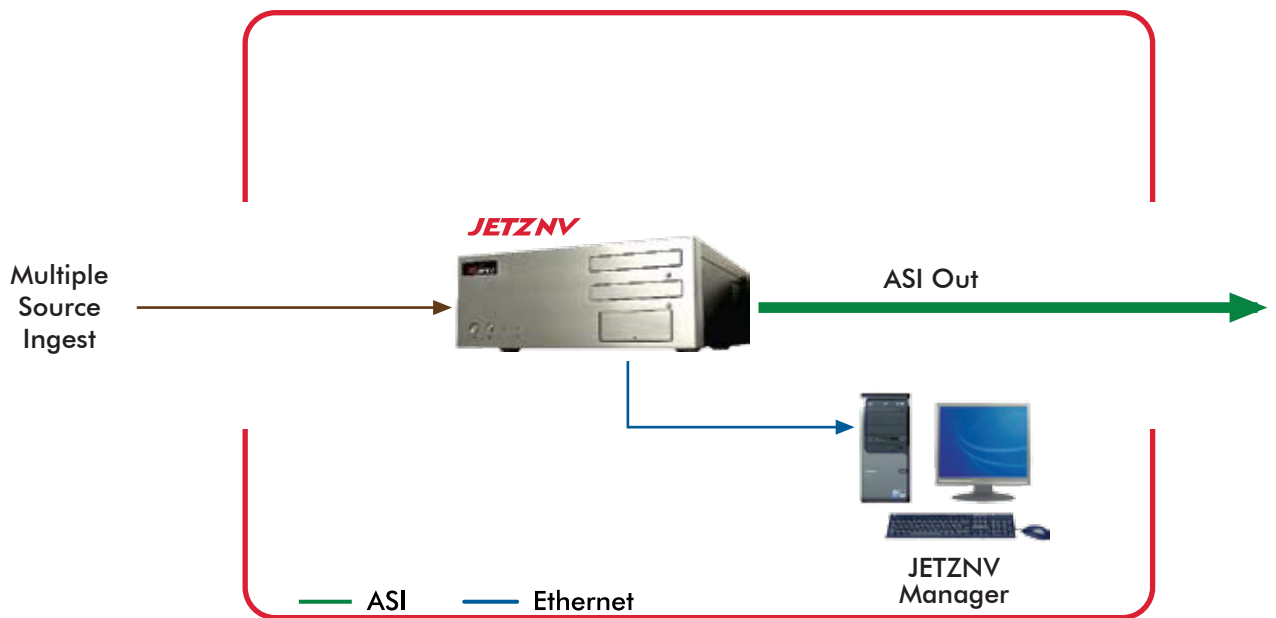 JETZNV
Multiple
Source
Ingest
ASI Out
JETZNV
Manager
ASI
Ethernet